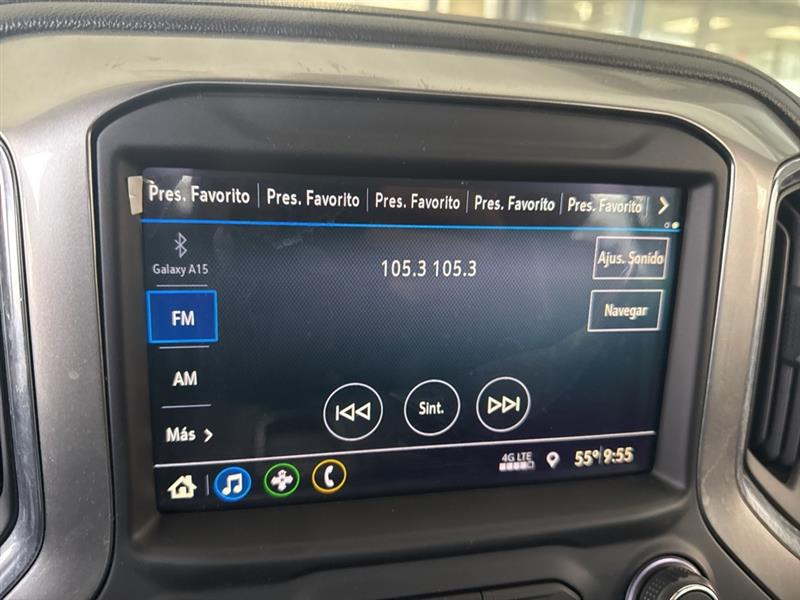 Pres. Favorito Pres. Favorito Pres. Favorito Pres. Favorito Pres. Favorito
Galaxy A15
105.3 105.3
Ajus. Sonido
FM
Navegar
AM
Sint.
Más
4G LTE
55° 9:55